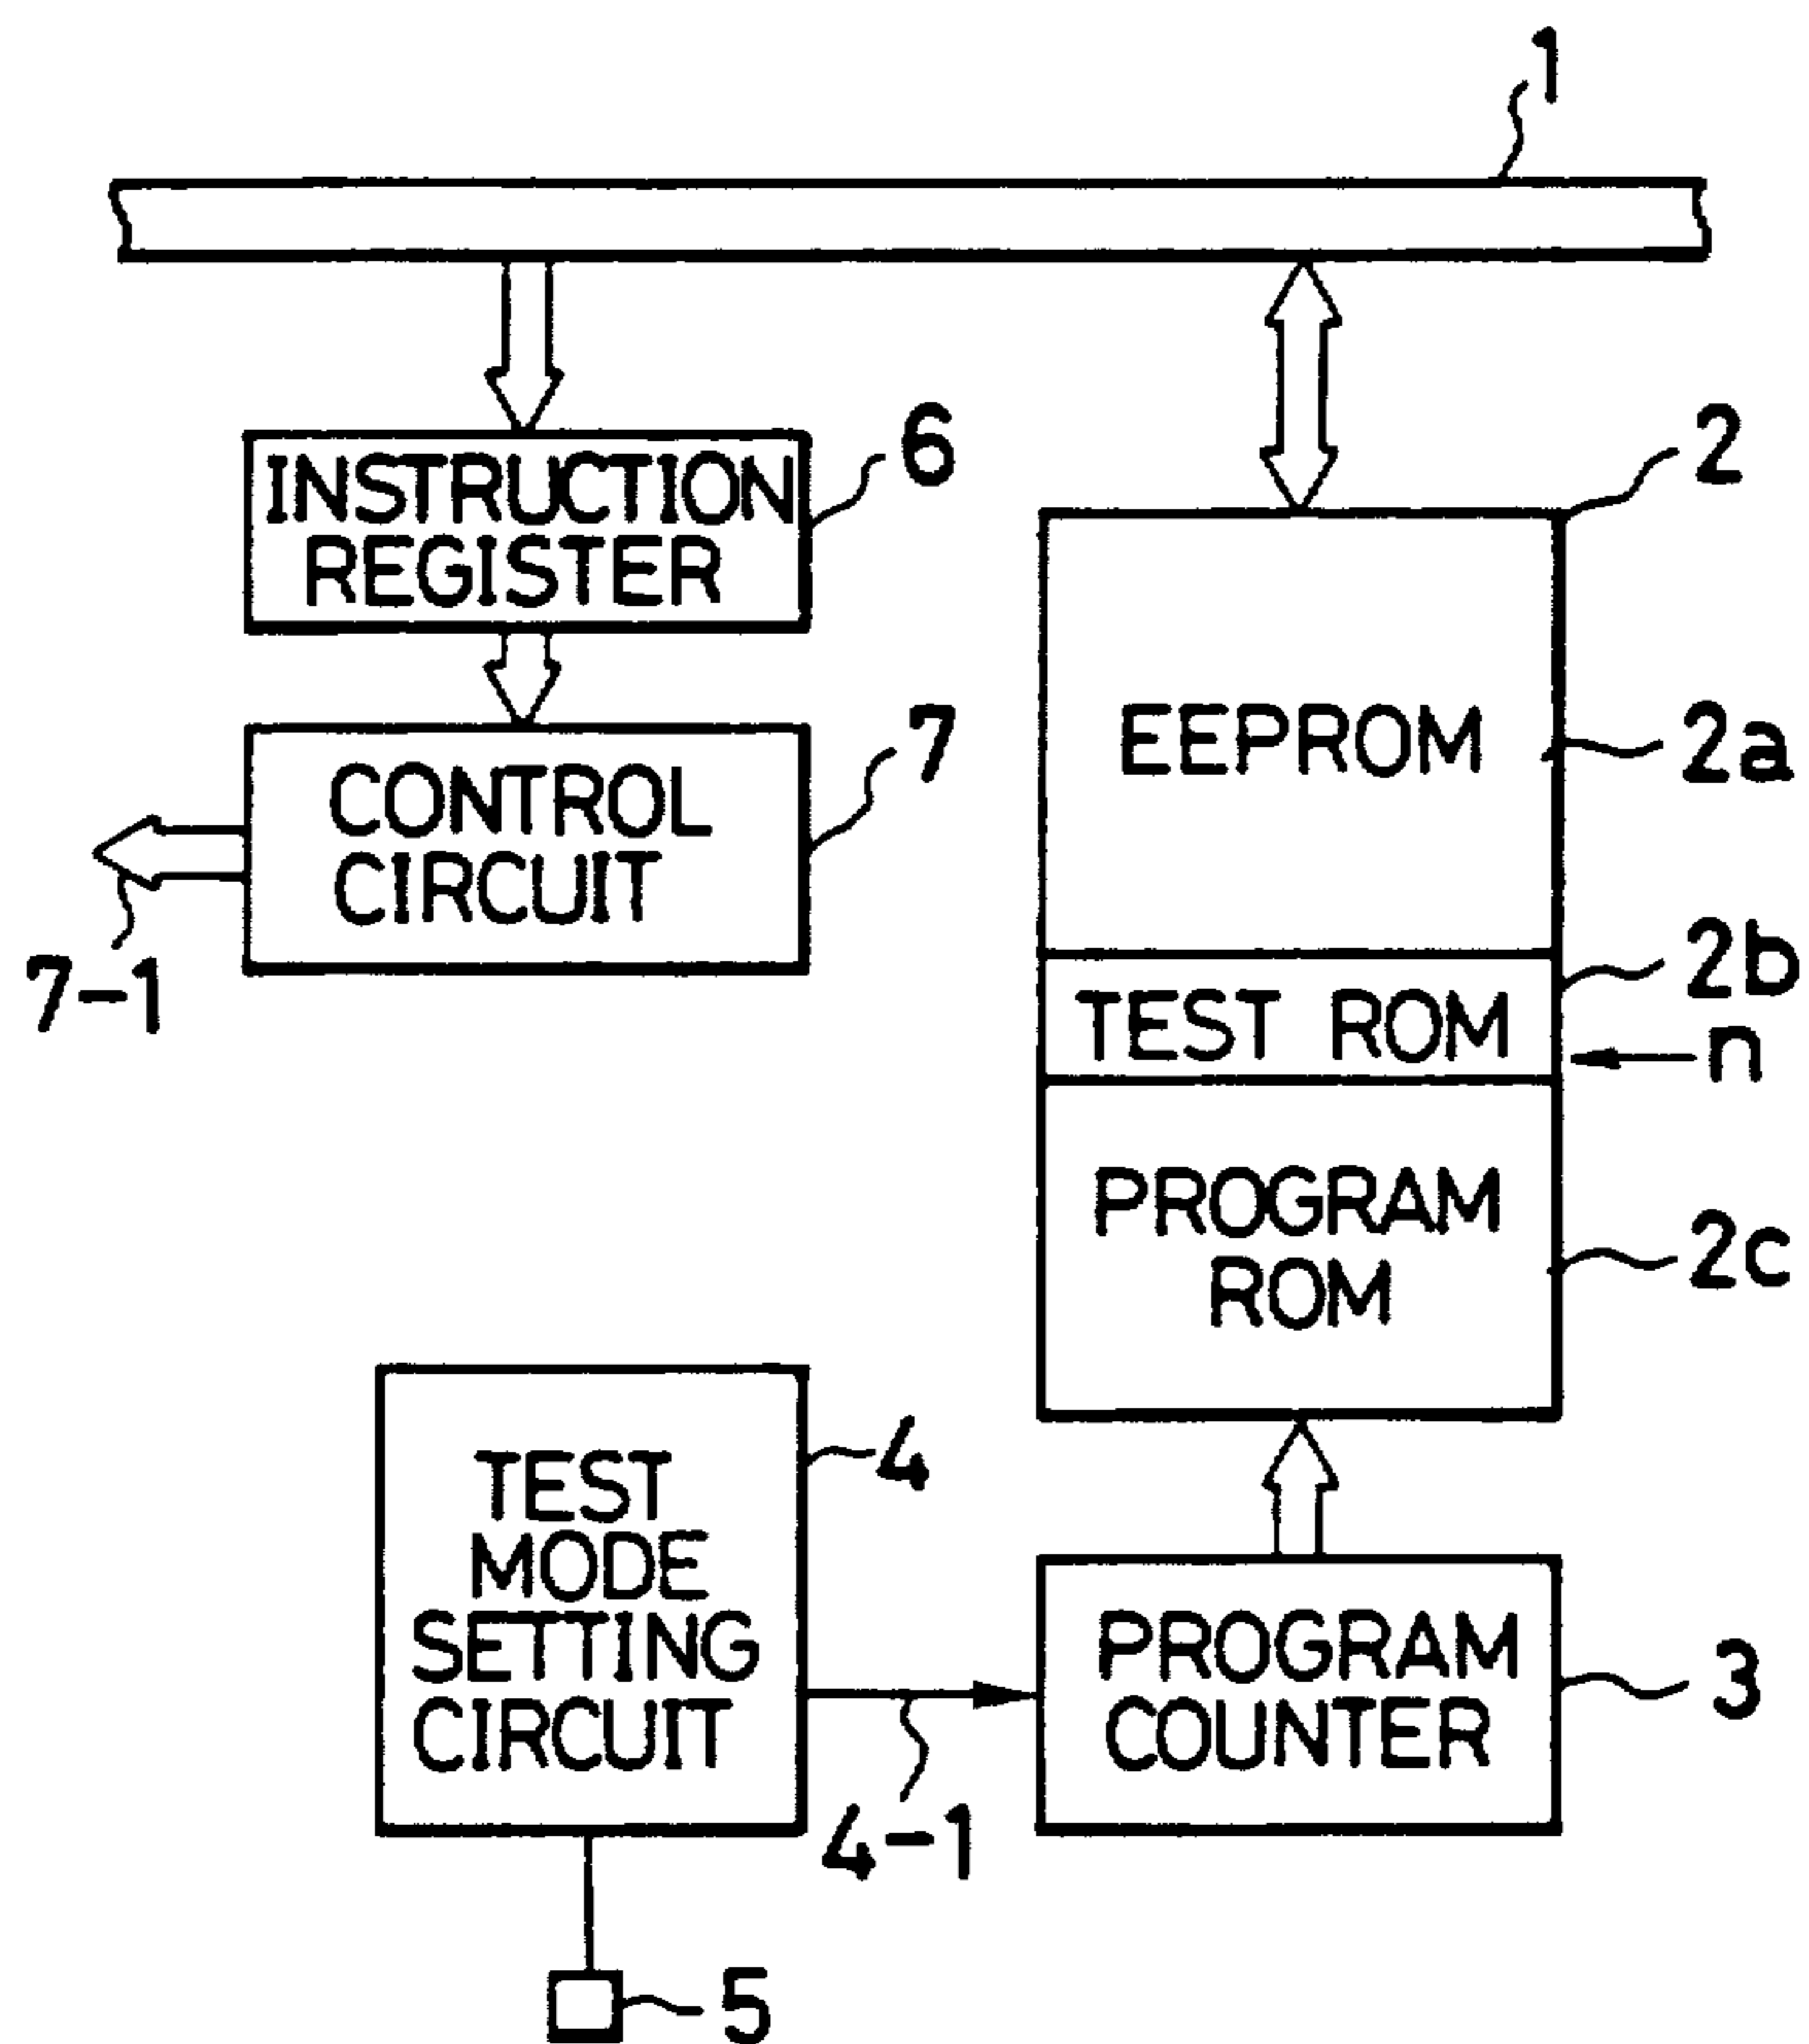 1
INSTRUCTION
REGISTER
6
2
CONTROL
CIRCUIT
7
7-1
EEPROM
2a
TEST ROM
2b
n
PROGRAM
ROM
2c
TEST
MODE
SETTING
CIRCUIT
4
4-1
PROGRAM
COUNTER
3
5